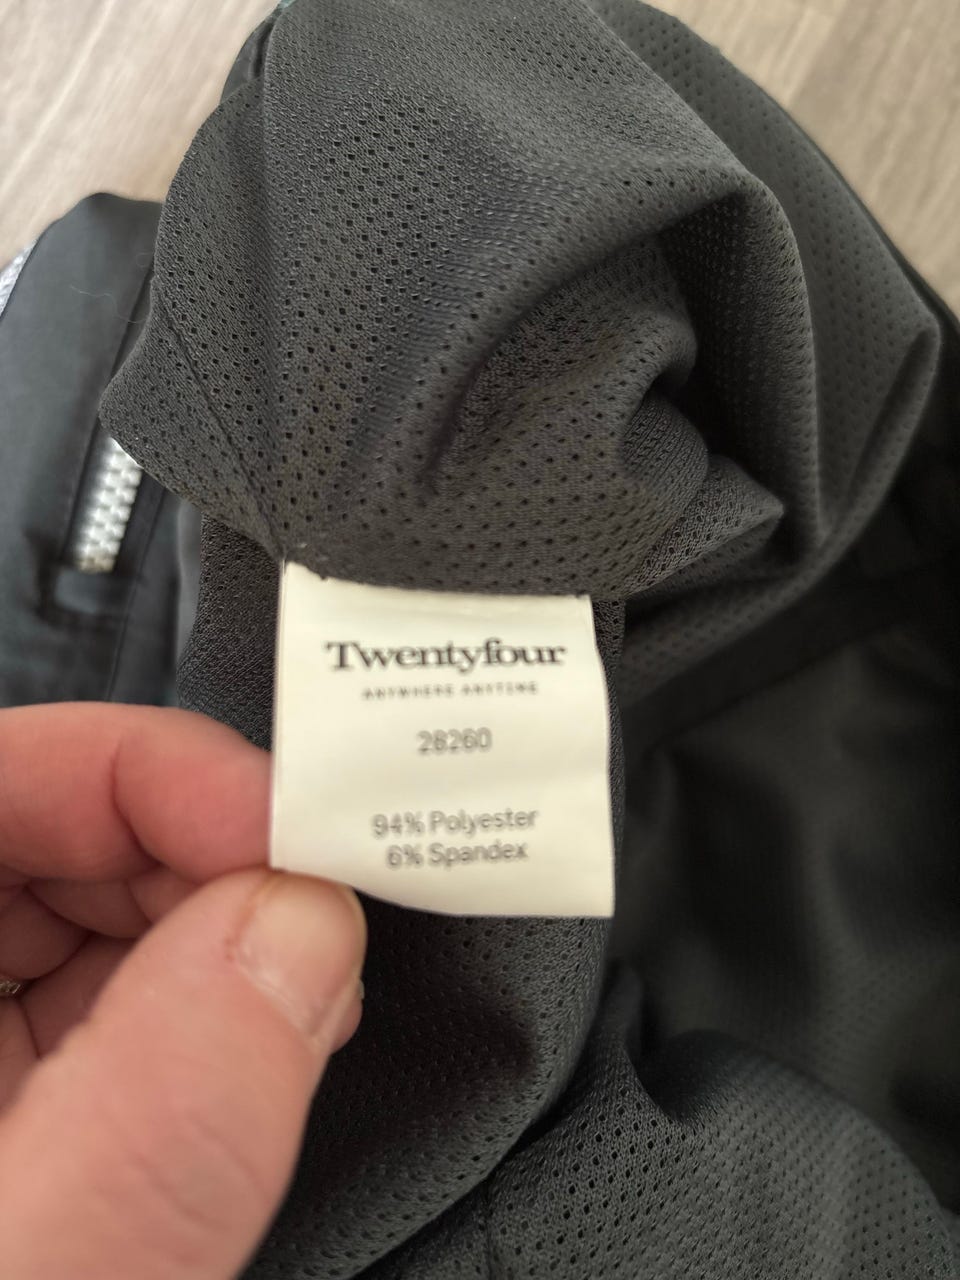 Twentyfour
ANYWHERE ANYTIME
28260
94% Polyester
6% Spandex